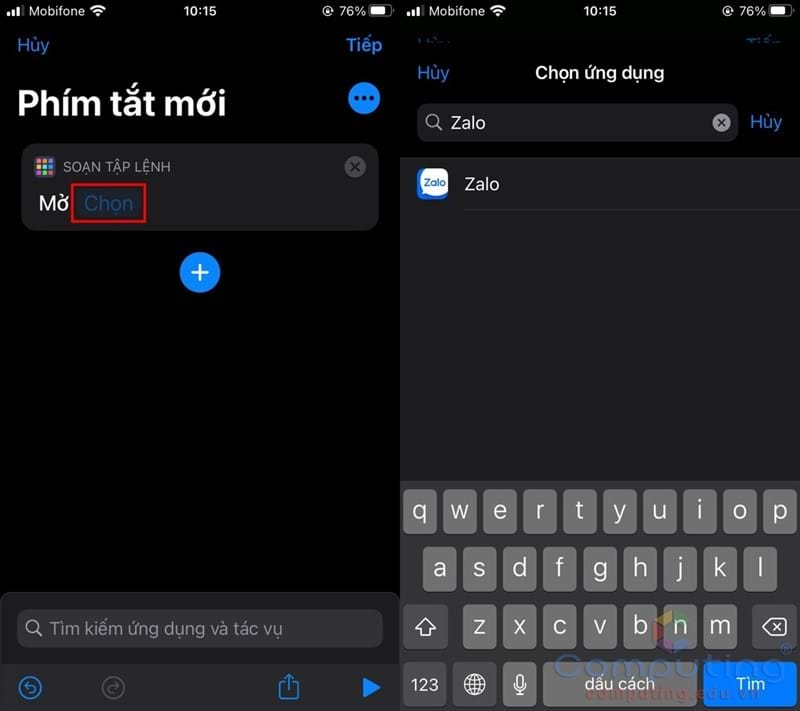 Mobifone 10:15 76%
Hủy Tiếp
Phím tắt mới
SOẠN TẬP LỆNH
Mở Chọn
Tìm kiếm ứng dụng và tác vụ
Mobifone 10:15 76%
Hủy Chọn ứng dụng
Zalo Hủy
Zalo Zalo
q w e r t y u i o p
a s d f g h j k l
z x c v b n m
123 dấu cách Tìm
Computing
computing.edu.vn